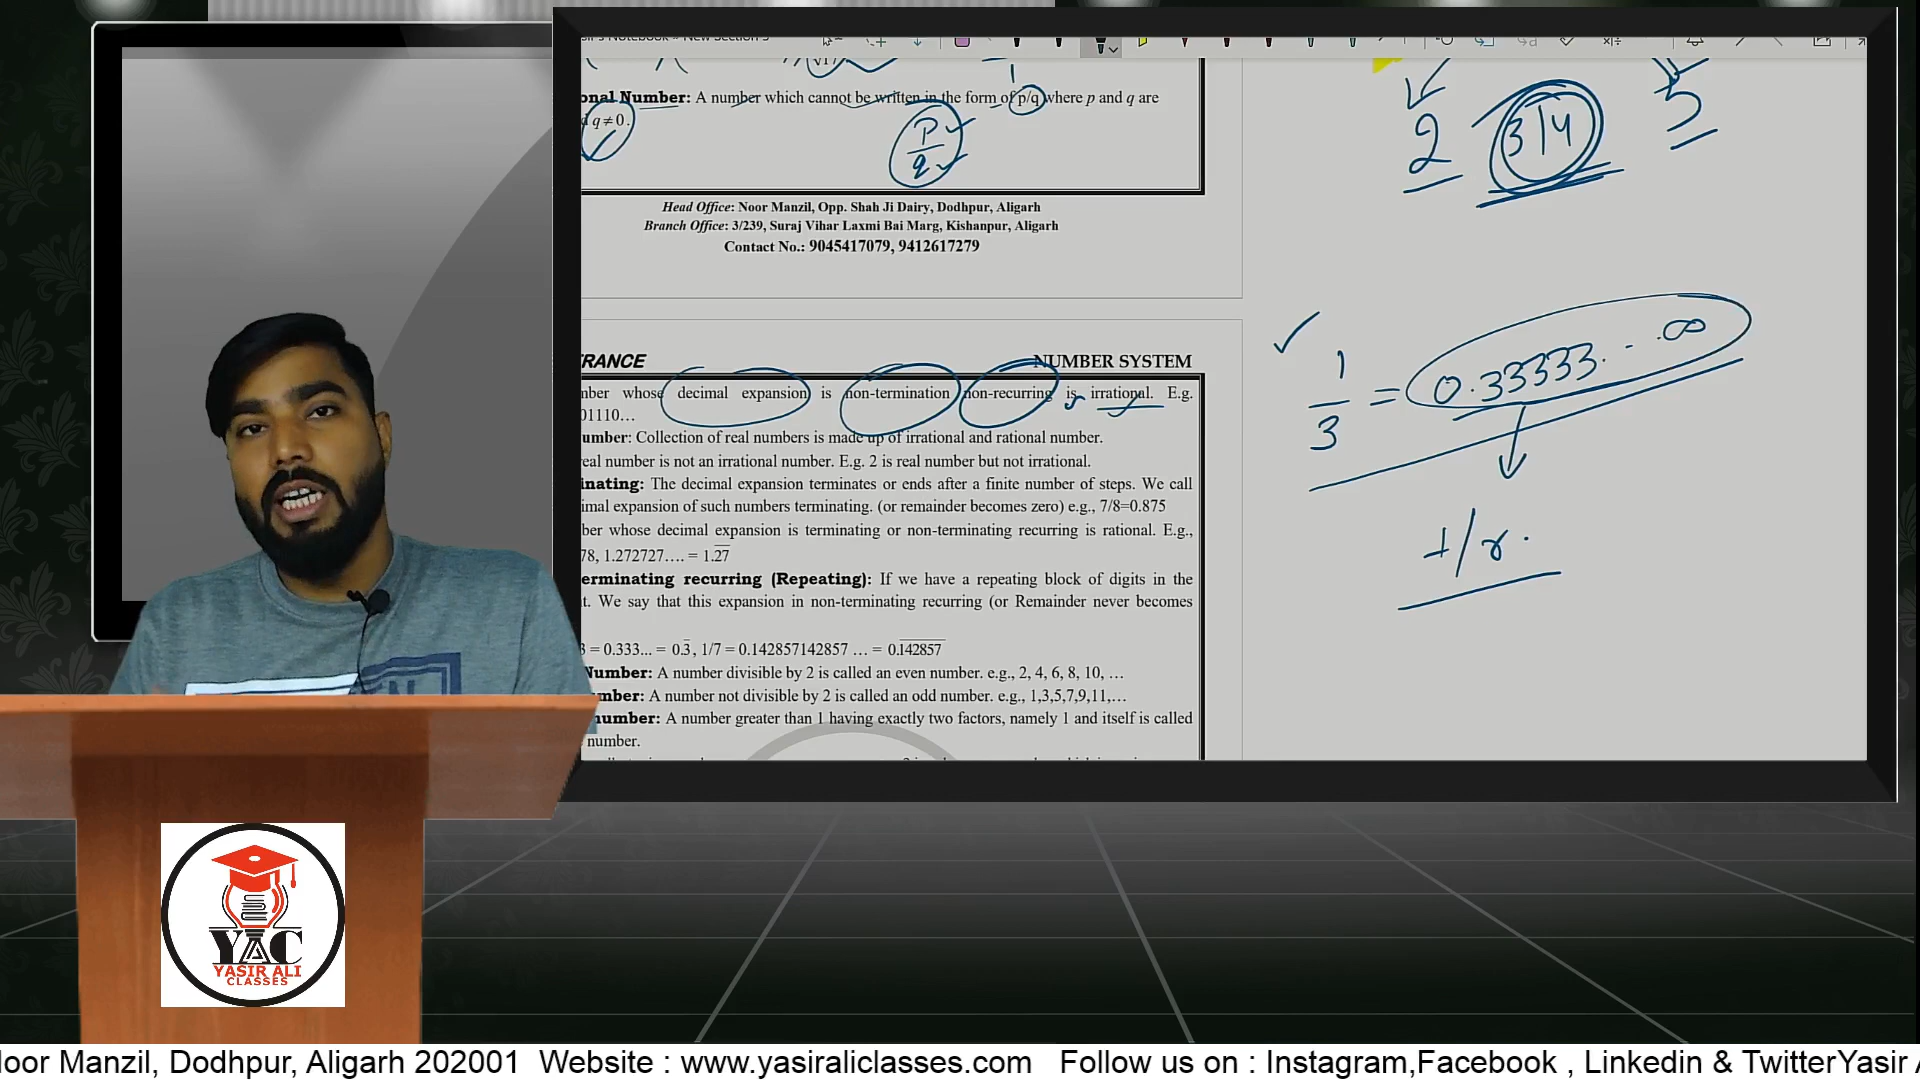 onal Number: A number which cannot be written in the form of p/q where p and q are
q≠0.
p/q
2 3/4 5
Head Office: Noor Manzil, Opp. Shah Ji Dairy, Dodhpur, Aligarh
Branch Office: 3/239, Suraj Vihar Laxmi Bai Marg, Kishanpur, Aligarh
Contact No.: 9045417079, 9412617279
RANCE NUMBER SYSTEM
nber whose decimal expansion is non-termination non-recurring is irrational. E.g.
01110…
umber: Collection of real numbers is made up of irrational and rational number.
real number is not an irrational number. E.g. 2 is real number but not irrational.
inating: The decimal expansion terminates or ends after a finite number of steps. We call
imal expansion of such numbers terminating. (or remainder becomes zero) e.g., 7/8=0.875
ber whose decimal expansion is terminating or non-terminating recurring is rational. E.g.,
78, 1.272727…. = 1.2̅7̅
erminating recurring (Repeating): If we have a repeating block of digits in the
t. We say that this expansion in non-terminating recurring (or Remainder never becomes
3 = 0.333... = 0.3̅, 1/7 = 0.142857142857 … = 0.1̅4̅2̅8̅5̅7̅
Number: A number divisible by 2 is called an even number. e.g., 2, 4, 6, 8, 10, …
umber: A number not divisible by 2 is called an odd number. e.g., 1,3,5,7,9,11,…
number: A number greater than 1 having exactly two factors, namely 1 and itself is called
number.
1/3 = 0.33333... ∞
YAC
YASIR ALI
CLASSES
loor Manzil, Dodhpur, Aligarh 202001 Website : www.yasiraliclasses.com Follow us on : Instagram,Facebook , Linkedin & TwitterYasir A